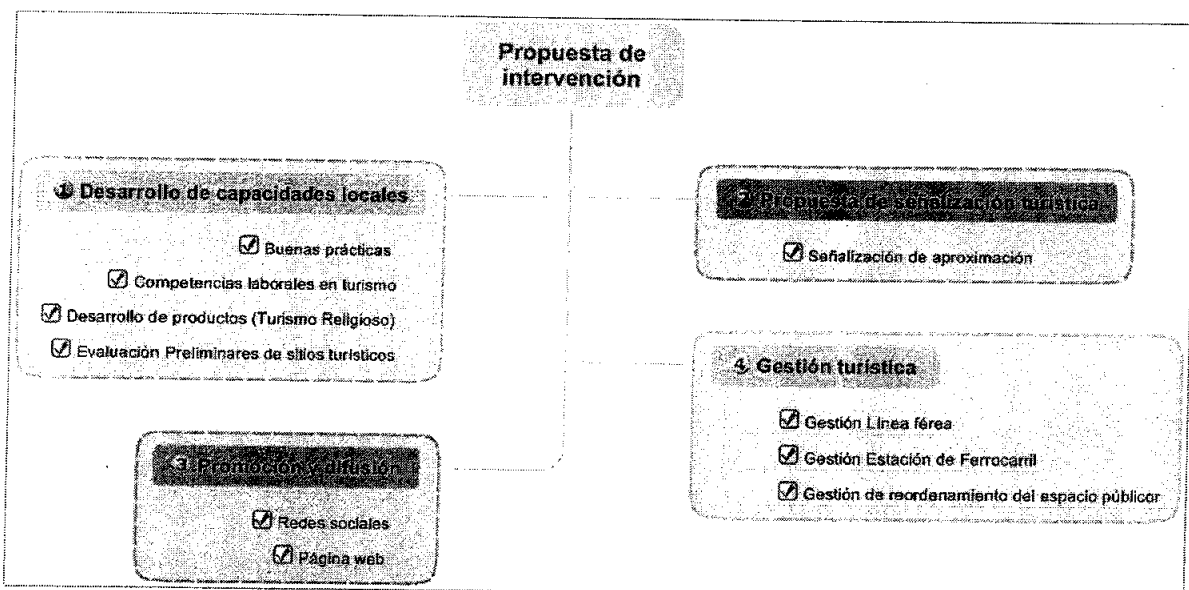 Propuesta de
intervención
1 Desarrollo de capacidades locales
Buenas prácticas
Competencias laborales en turismo
Desarrollo de productos (Turismo Religioso)
Evaluación Preliminares de sitios turísticos
2 Propuesta de señalización turística
Señalización de aproximación
3 Promoción y difusión
Redes sociales
Página web
4 Gestión turística
Gestión Línea férea
Gestión Estación de Ferrocarril
Gestión de reordenamiento del espacio públicor